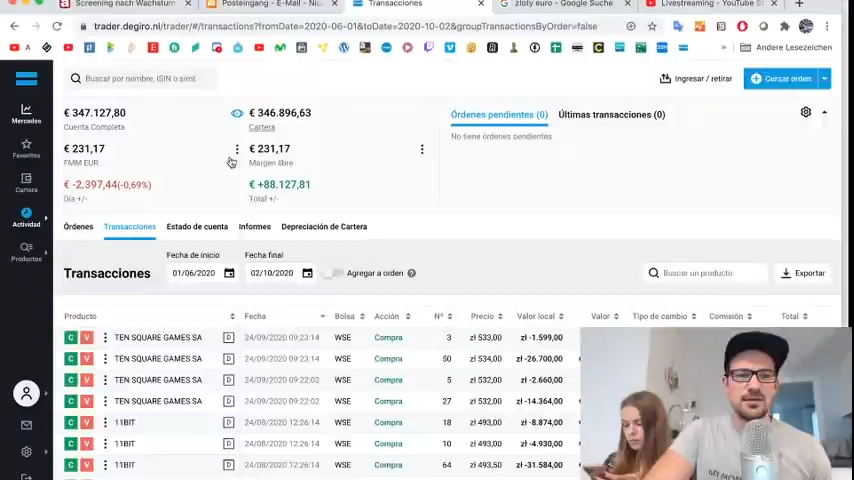 Screening nach Wachstum
Posteingang - E-Mail - Nic
Transacciones
zloty euro - Google Suche
Livestreaming - YouTube S
trader.degiro.nl/trader/#/transactions?fromDate=2020-06-01&toDate=2020-10-02&groupTransactionsByOrder=false
Andere Lesezeichen
Buscar por nombre, ISIN o símb
Ingresar / retirar
Cursar orden
€ 347.127,80
€ 346.896,63
Cuenta Completa
Cartera
€ 231,17
€ 231,17
FMM EUR
Margen libre
€ -2.397,44(-0,69%)
€ +88.127,81
Día +/-
Total +/-
Órdenes pendientes (0)
Últimas transacciones (0)
No tiene órdenes pendientes
Mercados
Favoritos
Cartera
Actividad
Productos
Órdenes
Transacciones
Estado de cuenta
Informes
Depreciación de Cartera
Fecha de inicio
Fecha final
Transacciones
01/06/2020
02/10/2020
Agregar a orden
Buscar un producto
Exportar
Producto Fecha Bolsa Acción Nº Precio Valor local Valor Tipo de cambio Comisión Total
C V TEN SQUARE GAMES SA D 24/09/2020 09:23:14 WSE Compra 3 zł 533,00 zł -1.599,00
C V TEN SQUARE GAMES SA D 24/09/2020 09:23:14 WSE Compra 50 zł 534,00 zł -26.700,00
C V TEN SQUARE GAMES SA D 24/09/2020 09:22:02 WSE Compra 5 zł 532,00 zł -2.660,00
C V TEN SQUARE GAMES SA D 24/09/2020 09:22:02 WSE Compra 27 zł 532,00 zł -14.364,00
C V 11BIT D 24/08/2020 12:26:14 WSE Compra 18 zł 493,00 zł -8.874,00
C V 11BIT D 24/08/2020 12:26:14 WSE Compra 10 zł 493,00 zł -4.930,00
C V 11BIT D 24/08/2020 12:26:14 WSE Compra 64 zł 493,50 zł -31.584,00